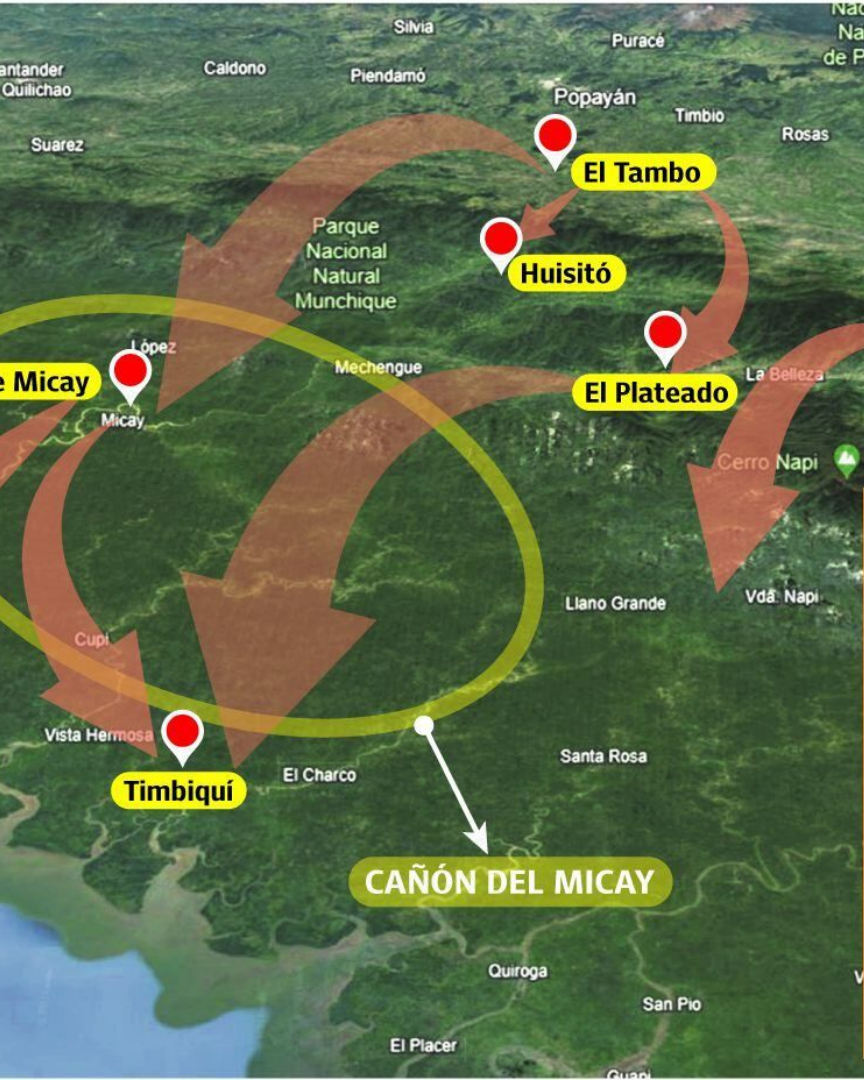 Silvia
Puracé
Nac
Na
de P
antander
Quilichao
Caldono
Piendamó
Popayán
Timbio
Rosas
Suarez
El Tambo
Parque
Nacional
Natural
Munchique
Huisitó
López
e Micay
Micay
Mechengue
La Belleza
El Plateado
Cerro Napi
Llano Grande
Vda. Napi
Cupi
Vista Hermosa
Timbiquí
El Charco
Santa Rosa
CAÑÓN DEL MICAY
Quiroga
San Pio
V
El Placer
Guapi